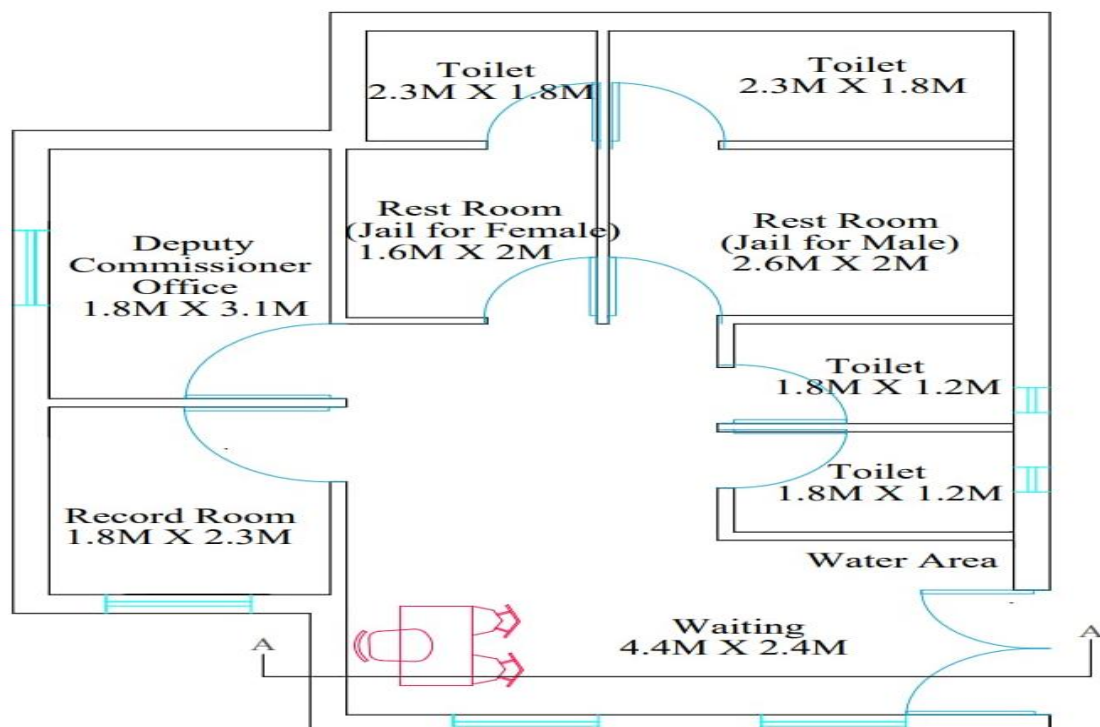 Toilet
2.3M X 1.8M
Toilet
2.3M X 1.8M
Rest Room
(Jail for Female)
1.6M X 2M
Rest Room
(Jail for Male)
2.6M X 2M
Deputy
Commissioner
Office
1.8M X 3.1M
Toilet
1.8M X 1.2M
Toilet
1.8M X 1.2M
Record Room
1.8M X 2.3M
Water Area
Waiting
4.4M X 2.4M
A
A